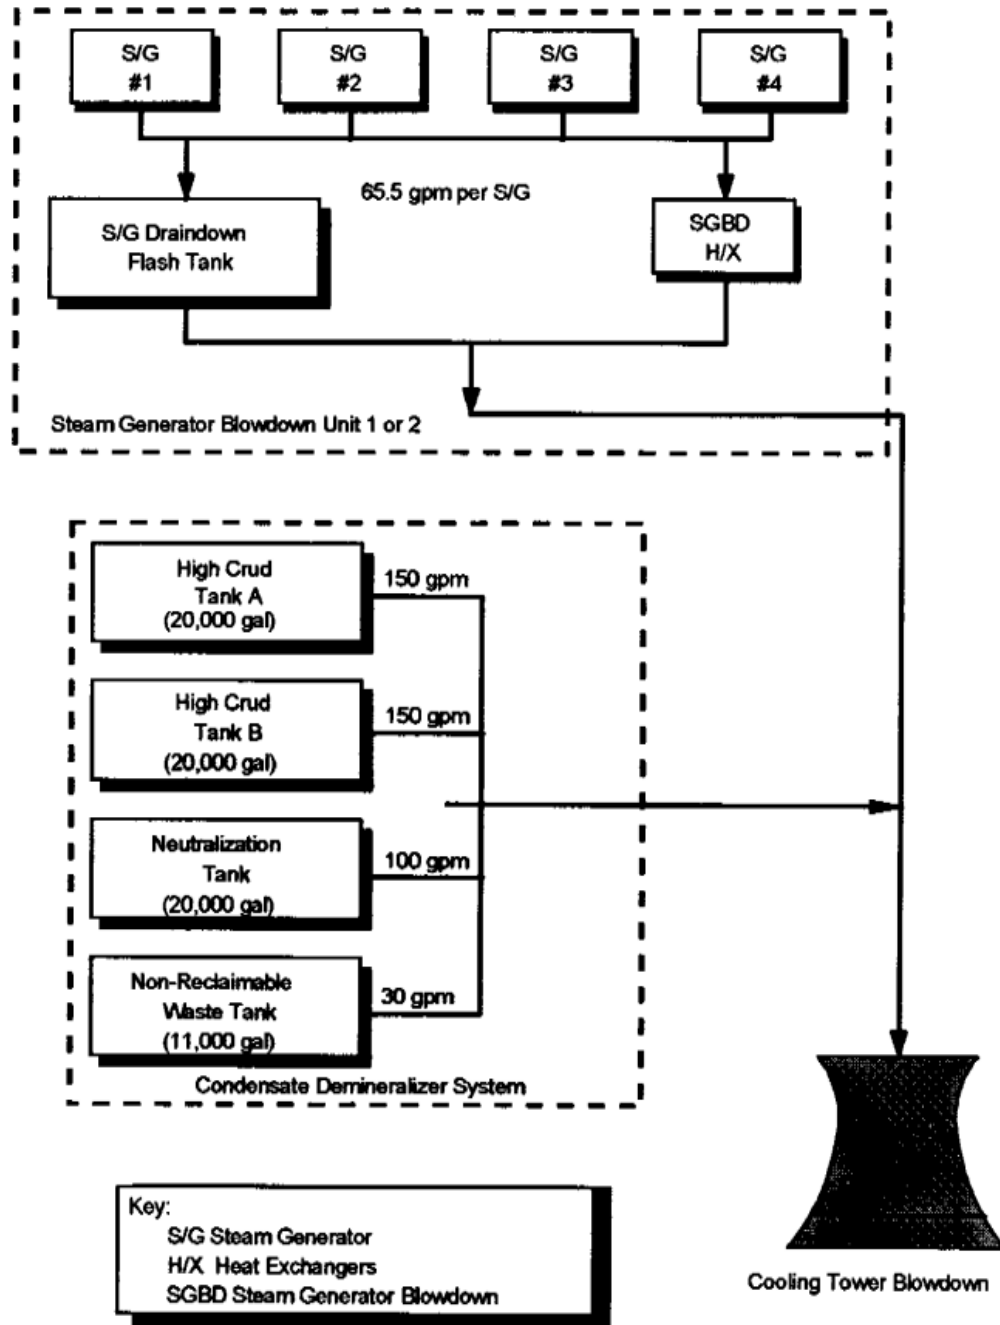 S/G
#1
S/G
#2
S/G
#3
S/G
#4
65.5 gpm per S/G
S/G Draindown
Flash Tank
SGBD
H/X
Steam Generator Blowdown Unit 1 or 2
High Crud
Tank A
(20,000 gal)
150 gpm
High Crud
Tank B
(20,000 gal)
150 gpm
Neutralization
Tank
(20,000 gal)
100 gpm
Non-Reclaimable
Waste Tank
(11,000 gal)
30 gpm
Condensate Demineralizer System
Key:
S/G Steam Generator
H/X Heat Exchangers
SGBD Steam Generator Blowdown
Cooling Tower Blowdown